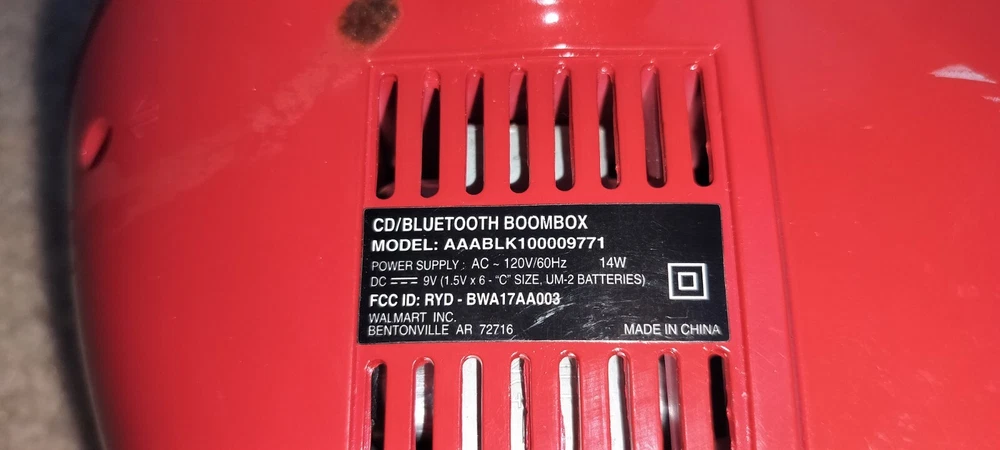 CD/BLUETOOTH BOOMBOX
MODEL: AAABLK100009771
POWER SUPPLY : AC ~ 120V/60Hz 14W
DC ⎓ 9V (1.5V x 6 - “C” SIZE, UM-2 BATTERIES)
FCC ID: RYD - BWA17AA003
WALMART INC.
BENTONVILLE AR 72716 MADE IN CHINA